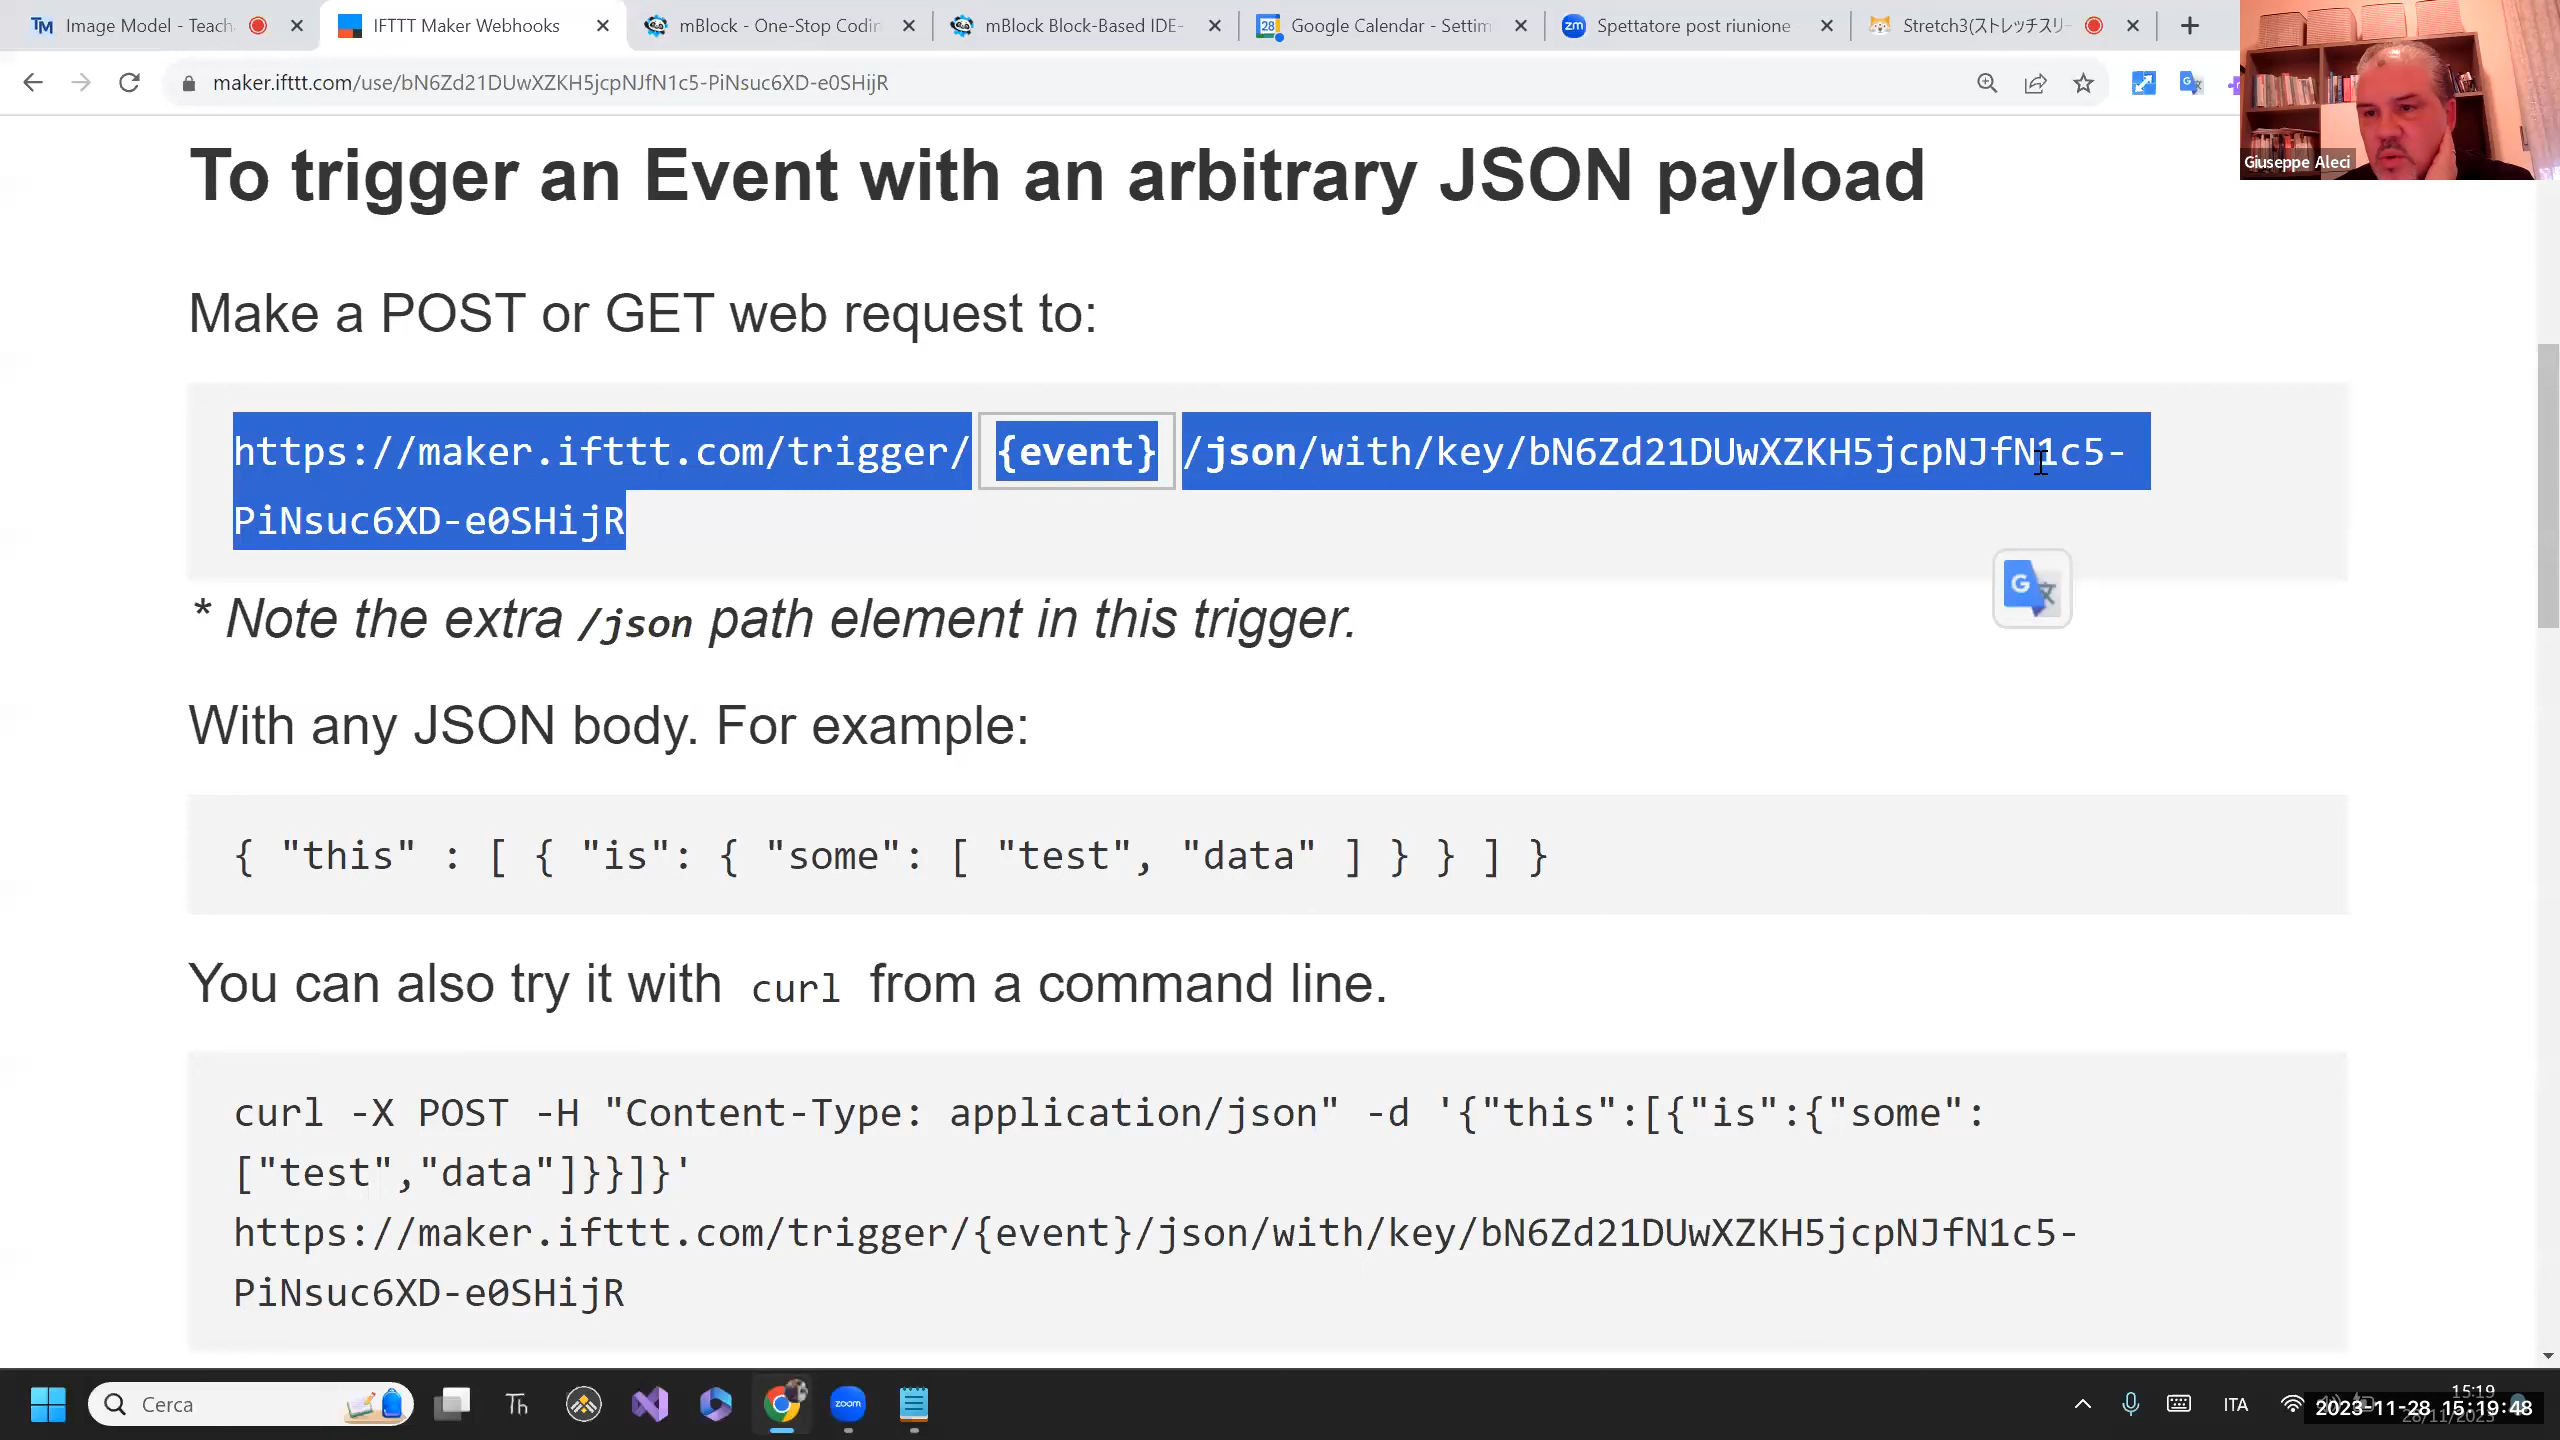 Image Model - Teach
IFTTT Maker Webhooks
mBlock - One-Stop Codin
mBlock Block-Based IDE-
Google Calendar - Settim
Spettatore post riunione
Stretch3(ストレッチスリー
maker.ifttt.com/use/bN6Zd21DUwXZKH5jcpNJfN1c5-PiNsuc6XD-e0SHijR
Giuseppe Aleci
To trigger an Event with an arbitrary JSON payload
Make a POST or GET web request to:
https://maker.ifttt.com/trigger/ {event} /json/with/key/bN6Zd21DUwXZKH5jcpNJfN1c5-
PiNsuc6XD-e0SHijR
* Note the extra /json path element in this trigger.
With any JSON body. For example:
{ "this" : [ { "is": { "some": [ "test", "data" ] } } ] }
You can also try it with curl from a command line.
curl -X POST -H "Content-Type: application/json" -d '{"this":[{"is":{"some":
["test","data"]}}]}'
https://maker.ifttt.com/trigger/{event}/json/with/key/bN6Zd21DUwXZKH5jcpNJfN1c5-
PiNsuc6XD-e0SHijR
Cerca
zoom
ITA
15:19
28/11/2023
2023-11-28 15:19:48